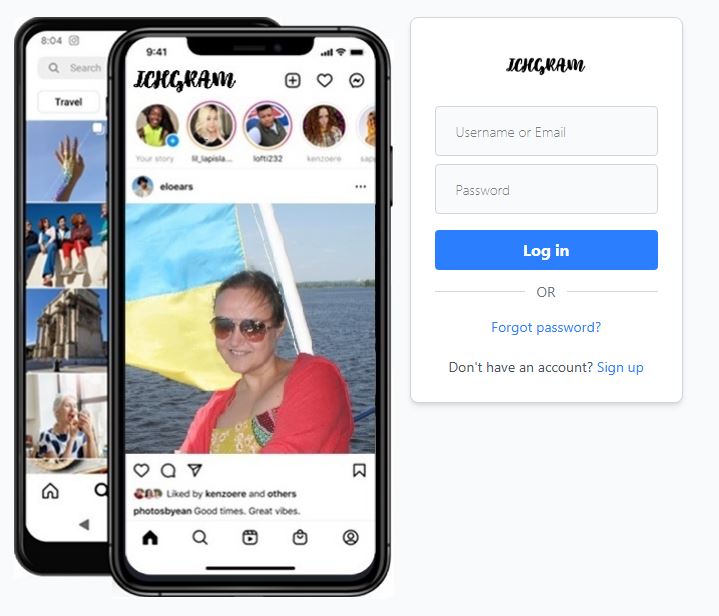 8:04
Search
Travel
9:41
ICHGRAM
Your story
lil_lapisla...
lofti232
kenzoere
eloears
Liked by kenzoere and others
photosbyean Good times. Great vibes.
ICHGRAM
Username or Email
Password
Log in
OR
Forgot password?
Don't have an account? Sign up